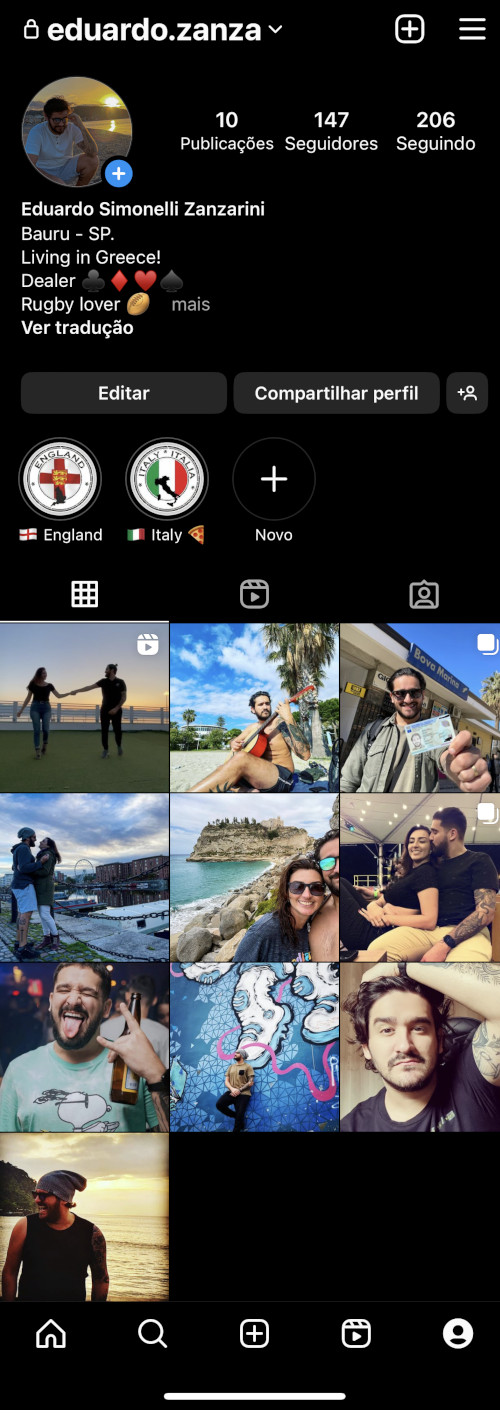 eduardo.zanza
10 147 206
Publicações Seguidores Seguindo
Eduardo Simonelli Zanzarini
Bauru - SP.
Living in Greece!
Dealer ♣️♦️♥️♠️
Rugby lover 🏉 mais
Ver tradução
Editar Compartilhar perfil
ENGLAND ITALY * ITALIA
🏴󠁧󠁢󠁥󠁮󠁧󠁿 England 🇮🇹 Italy 🍕 Novo
Bova Marina